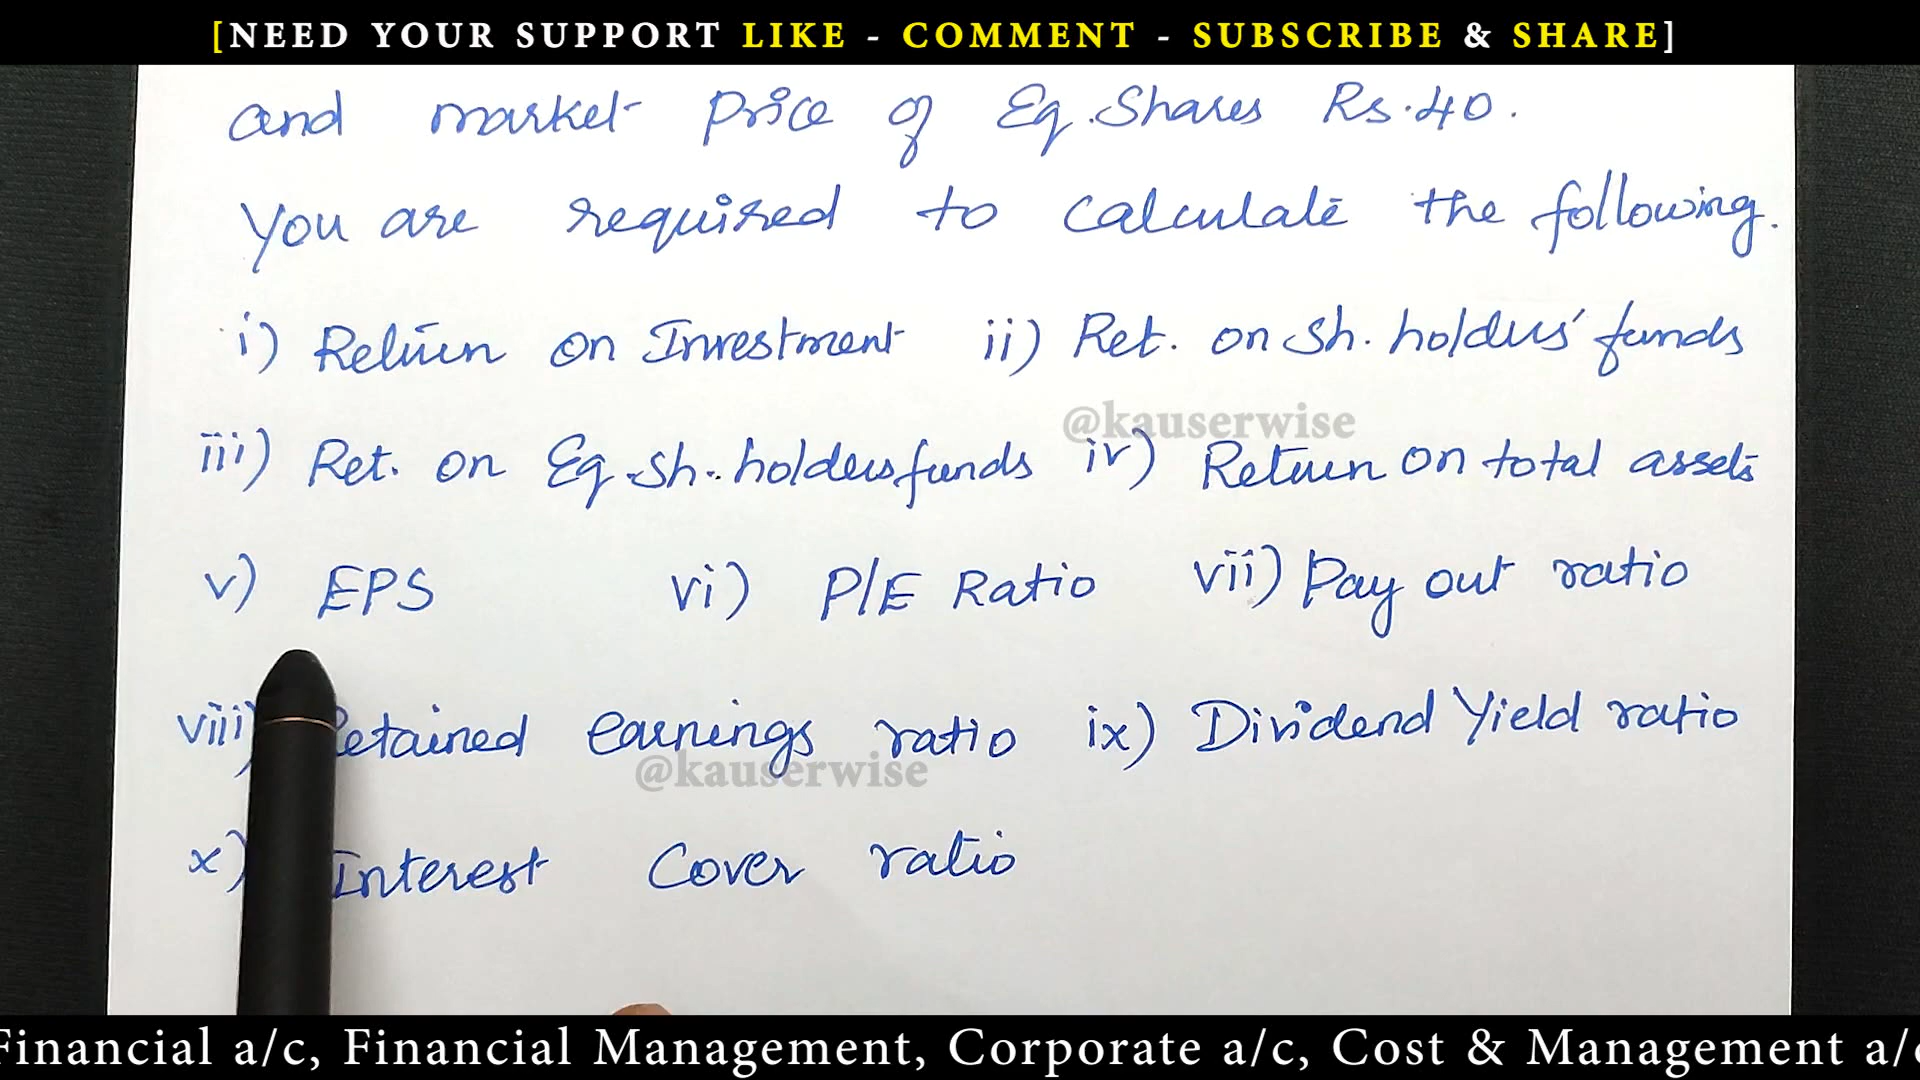 [NEED YOUR SUPPORT LIKE - COMMENT - SUBSCRIBE & SHARE]
and market Price of Eq. Shares Rs. 40.
You are required to calculate the following.
i) Return on Investment ii) Ret. on Sh. holders' funds
@kauserwise
iii) Ret. on Eq. Sh. holders funds iv) Return on total assets
v) EPS vi) P/E Ratio vii) Pay out ratio
viii) Retained earnings ratio ix) Dividend Yield ratio
@kauserwise
x) Interest Cover ratio
Financial a/c, Financial Management, Corporate a/c, Cost & Management a/c